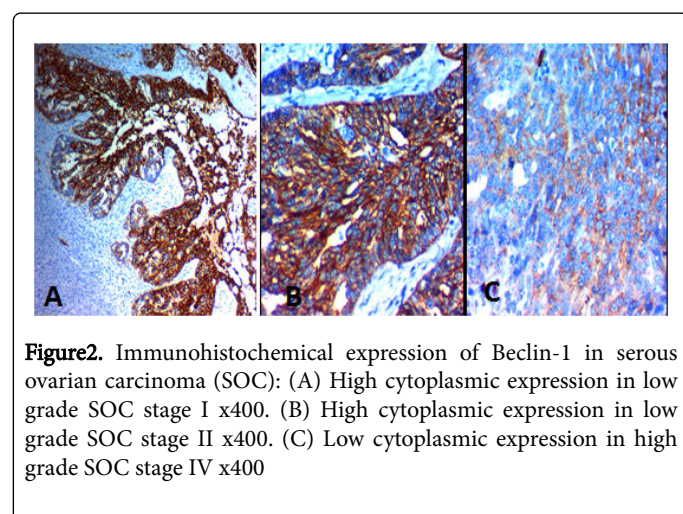 A B C
Figure2. Immunohistochemical expression of Beclin-1 in serous
ovarian carcinoma (SOC): (A) High cytoplasmic expression in low
grade SOC stage I x400. (B) High cytoplasmic expression in low
grade SOC stage II x400. (C) Low cytoplasmic expression in high
grade SOC stage IV x400